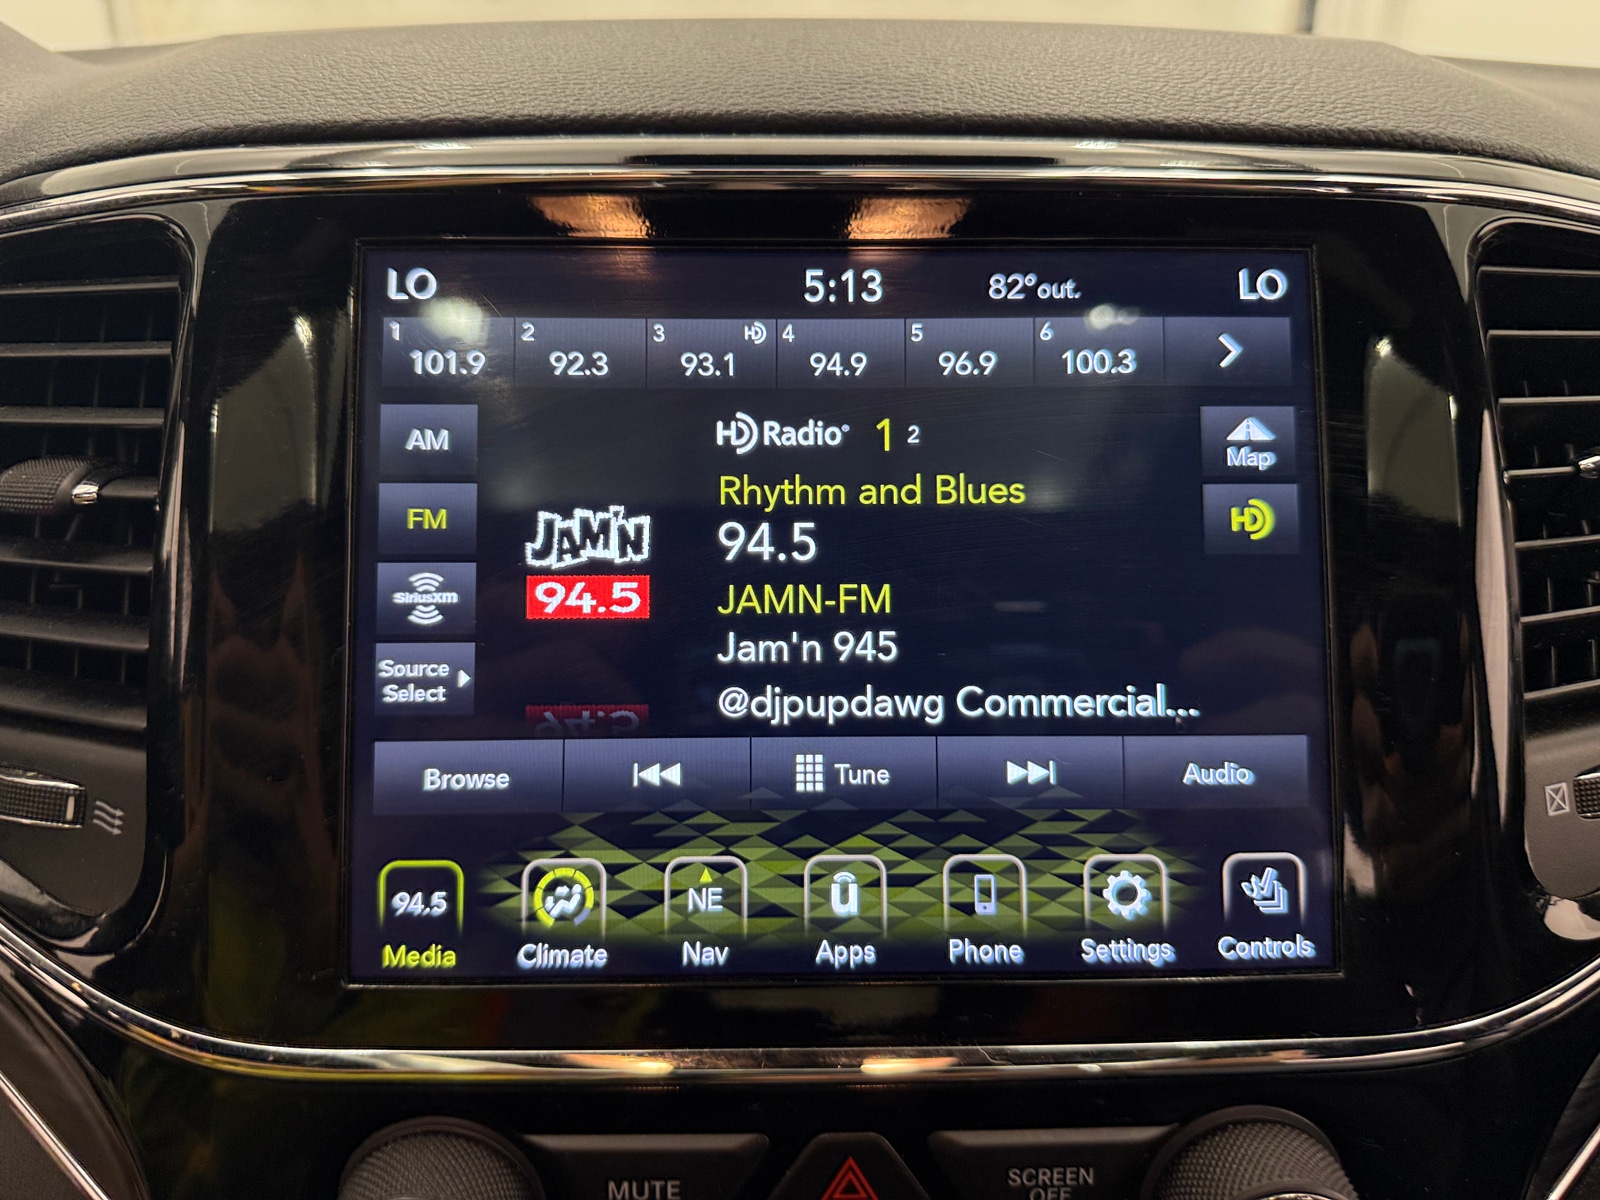 LO 5:13 82°out. LO
1 2 3 HD 4 5 6
101.9 92.3 93.1 94.9 96.9 100.3
AM
FM
SiriusXM
Source
Select
HD Radio® 1 2
Map
HD
Rhythm and Blues
94.5
JAM'N
94.5
JAMN-FM
Jam'n 945
@djpupdawg Commercial...
Browse Tune Audio
94.5 NE ū
Media Climate Nav Apps Phone Settings Controls
MUTE
SCREEN
OFF